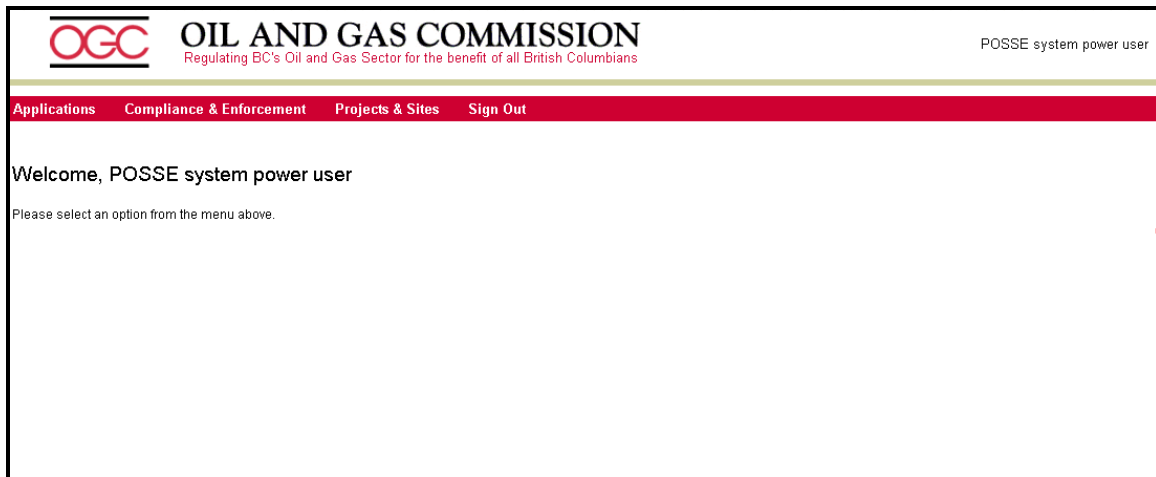 OGC
OIL AND GAS COMMISSION
Regulating BC's Oil and Gas Sector for the benefit of all British Columbians
POSSE system power user
Applications Compliance & Enforcement Projects & Sites Sign Out
Welcome, POSSE system power user
Please select an option from the menu above.